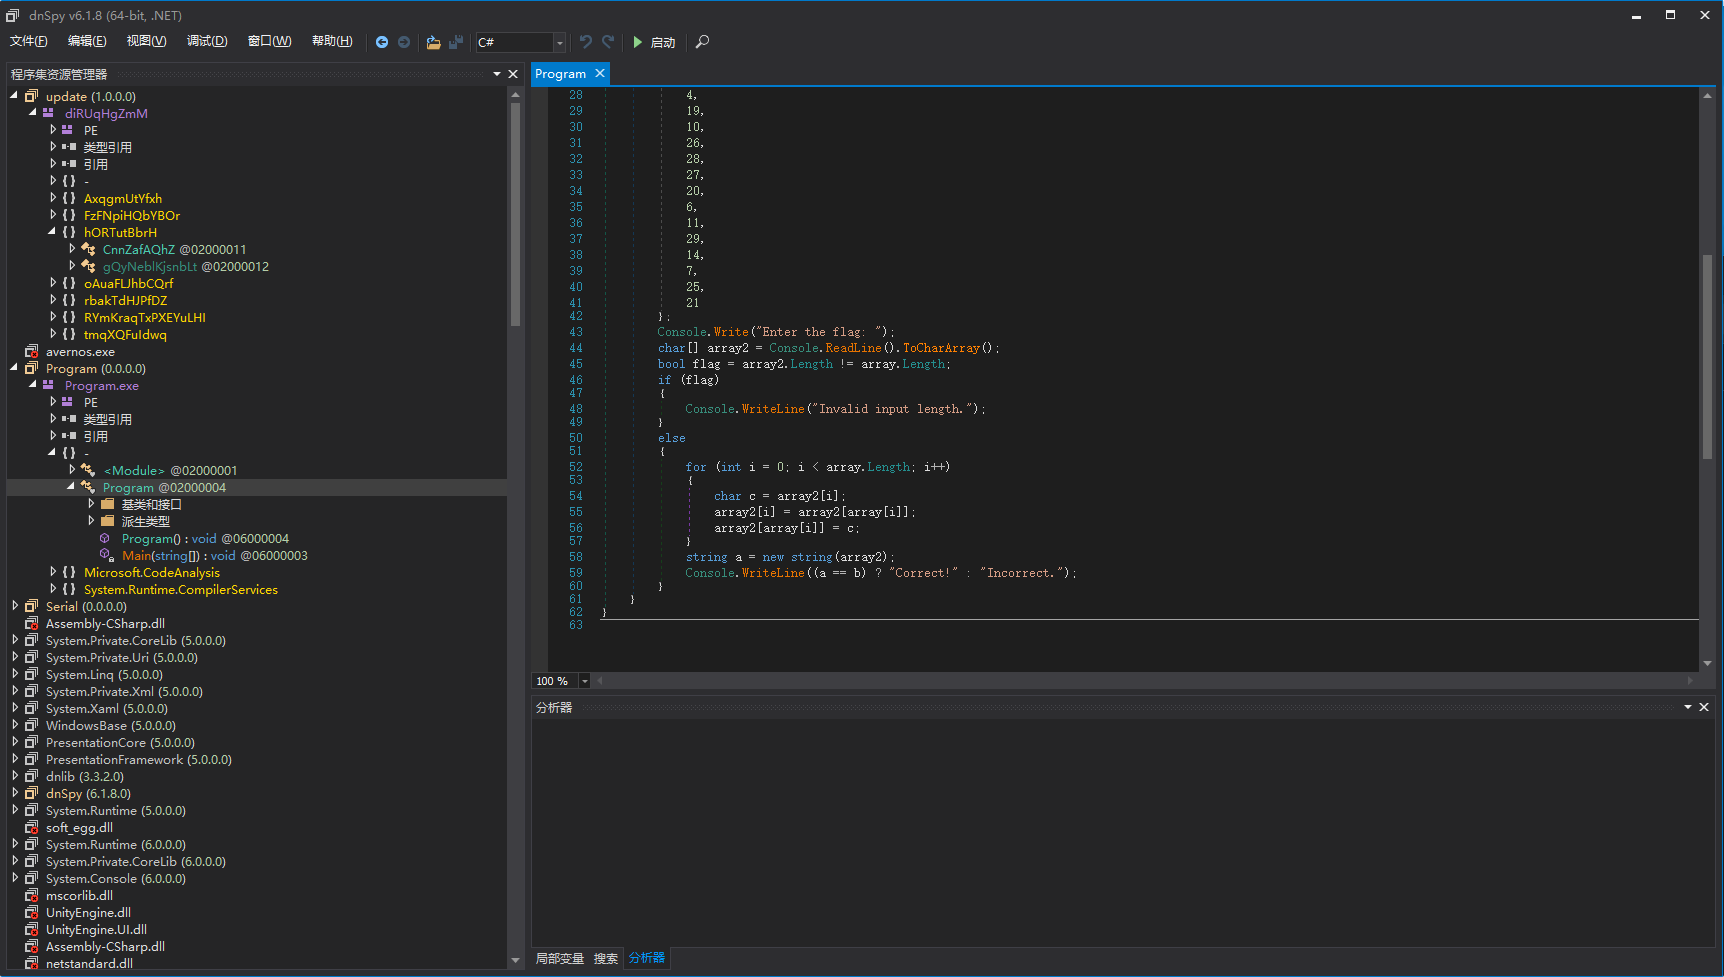 dnSpy v6.1.8 (64-bit, .NET)
文件(F) 编辑(E) 视图(V) 调试(D) 窗口(W) 帮助(H) C# 启动
程序集资源管理器
update (1.0.0.0)
diRUqHgZmM
PE
类型引用
引用
{ } -
{ } AxqgmUtYfxh
{ } FzFNpiHQbYBOr
{ } hORTutBbrH
CnnZafAQhZ @02000011
gQyNeblKjsnbLt @02000012
{ } oAuaFLJhbCQrf
{ } rbakTdHJPfDZ
{ } RYmKraqTxPXEYuLHI
{ } tmqXQFuIdwq
avernos.exe
Program (0.0.0.0)
Program.exe
PE
类型引用
引用
{ } -
<Module> @02000001
Program @02000004
基类和接口
派生类型
Program() : void @06000004
Main(string[]) : void @06000003
{ } Microsoft.CodeAnalysis
{ } System.Runtime.CompilerServices
Serial (0.0.0.0)
Assembly-CSharp.dll
System.Private.CoreLib (5.0.0.0)
System.Private.Uri (5.0.0.0)
System.Linq (5.0.0.0)
System.Private.Xml (5.0.0.0)
System.Xaml (5.0.0.0)
WindowsBase (5.0.0.0)
PresentationCore (5.0.0.0)
PresentationFramework (5.0.0.0)
dnlib (3.3.2.0)
dnSpy (6.1.8.0)
System.Runtime (5.0.0.0)
soft_egg.dll
System.Runtime (6.0.0.0)
System.Private.CoreLib (6.0.0.0)
System.Console (6.0.0.0)
mscorlib.dll
UnityEngine.dll
UnityEngine.UI.dll
Assembly-CSharp.dll
netstandard.dll
Program
28 4,
29 19,
30 10,
31 26,
32 28,
33 27,
34 20,
35 6,
36 11,
37 29,
38 14,
39 7,
40 25,
41 21
42 };
43 Console.Write("Enter the flag: ");
44 char[] array2 = Console.ReadLine().ToCharArray();
45 bool flag = array2.Length != array.Length;
46 if (flag)
47 {
48 Console.WriteLine("Invalid input length.");
49 }
50 else
51 {
52 for (int i = 0; i < array.Length; i++)
53 {
54 char c = array2[i];
55 array2[i] = array2[array[i]];
56 array2[array[i]] = c;
57 }
58 string a = new string(array2);
59 Console.WriteLine((a == b) ? "Correct!" : "Incorrect.");
60 }
61 }
62 }
63
100 %
分析器
局部变量 搜索 分析器